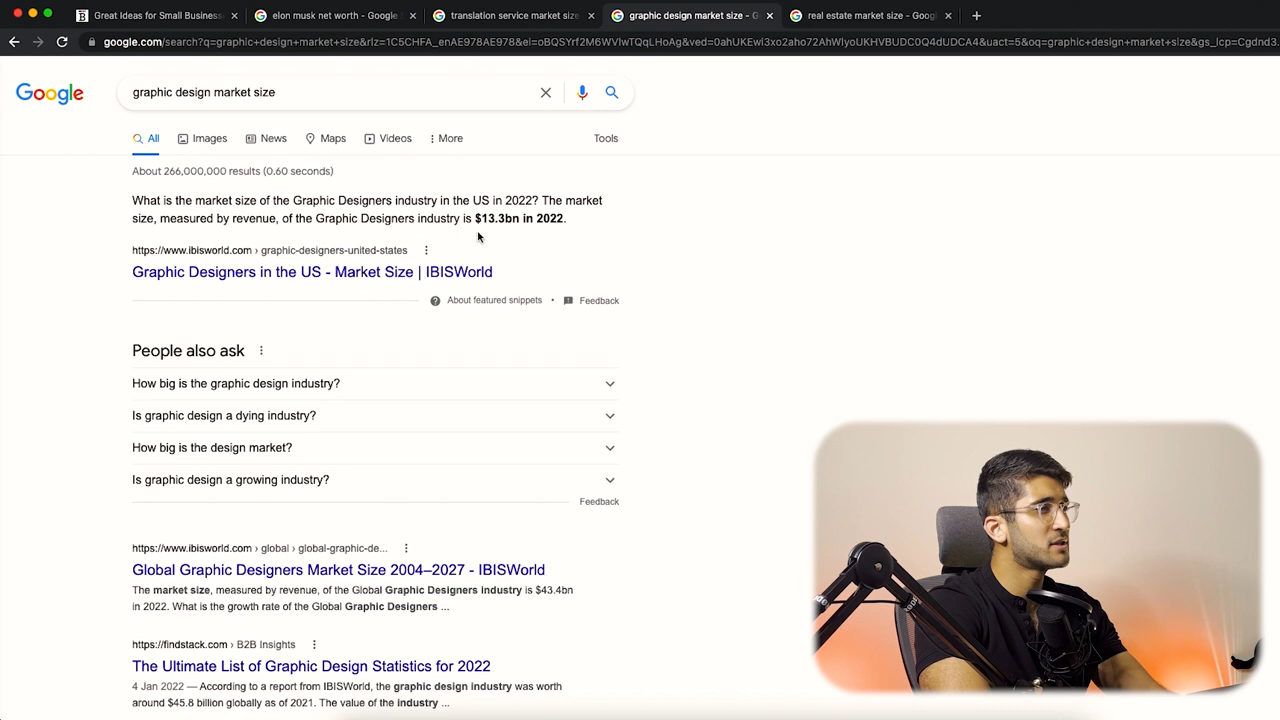 Great Ideas for Small Business
elon musk net worth - Google
translation service market size
graphic design market size - G
real estate market size - Goog
google.com/search?q=graphic+design+market+size&rlz=1C5CHFA_enAE978AE978&ei=oBQSYrf2M6WVlwTQqLHoAg&ved=0ahUKEwi3xo2aho72AhWlyoUKHVBUDC0Q4dUDCA4&uact=5&oq=graphic+design+market+size&gs_lcp=Cgdnd3.
Google
graphic design market size
All Images News Maps Videos More Tools
About 266,000,000 results (0.60 seconds)
What is the market size of the Graphic Designers industry in the US in 2022? The market
size, measured by revenue, of the Graphic Designers industry is $13.3bn in 2022.
https://www.ibisworld.com › graphic-designers-united-states
Graphic Designers in the US - Market Size | IBISWorld
About featured snippets • Feedback
People also ask
How big is the graphic design industry?
Is graphic design a dying industry?
How big is the design market?
Is graphic design a growing industry?
Feedback
https://www.ibisworld.com › global › global-graphic-de...
Global Graphic Designers Market Size 2004–2027 - IBISWorld
The market size, measured by revenue, of the Global Graphic Designers industry is $43.4bn
in 2022. What is the growth rate of the Global Graphic Designers ...
https://findstack.com › B2B Insights
The Ultimate List of Graphic Design Statistics for 2022
4 Jan 2022 — According to a report from IBISWorld, the graphic design industry was worth
around $45.8 billion globally as of 2021. The value of the industry ...